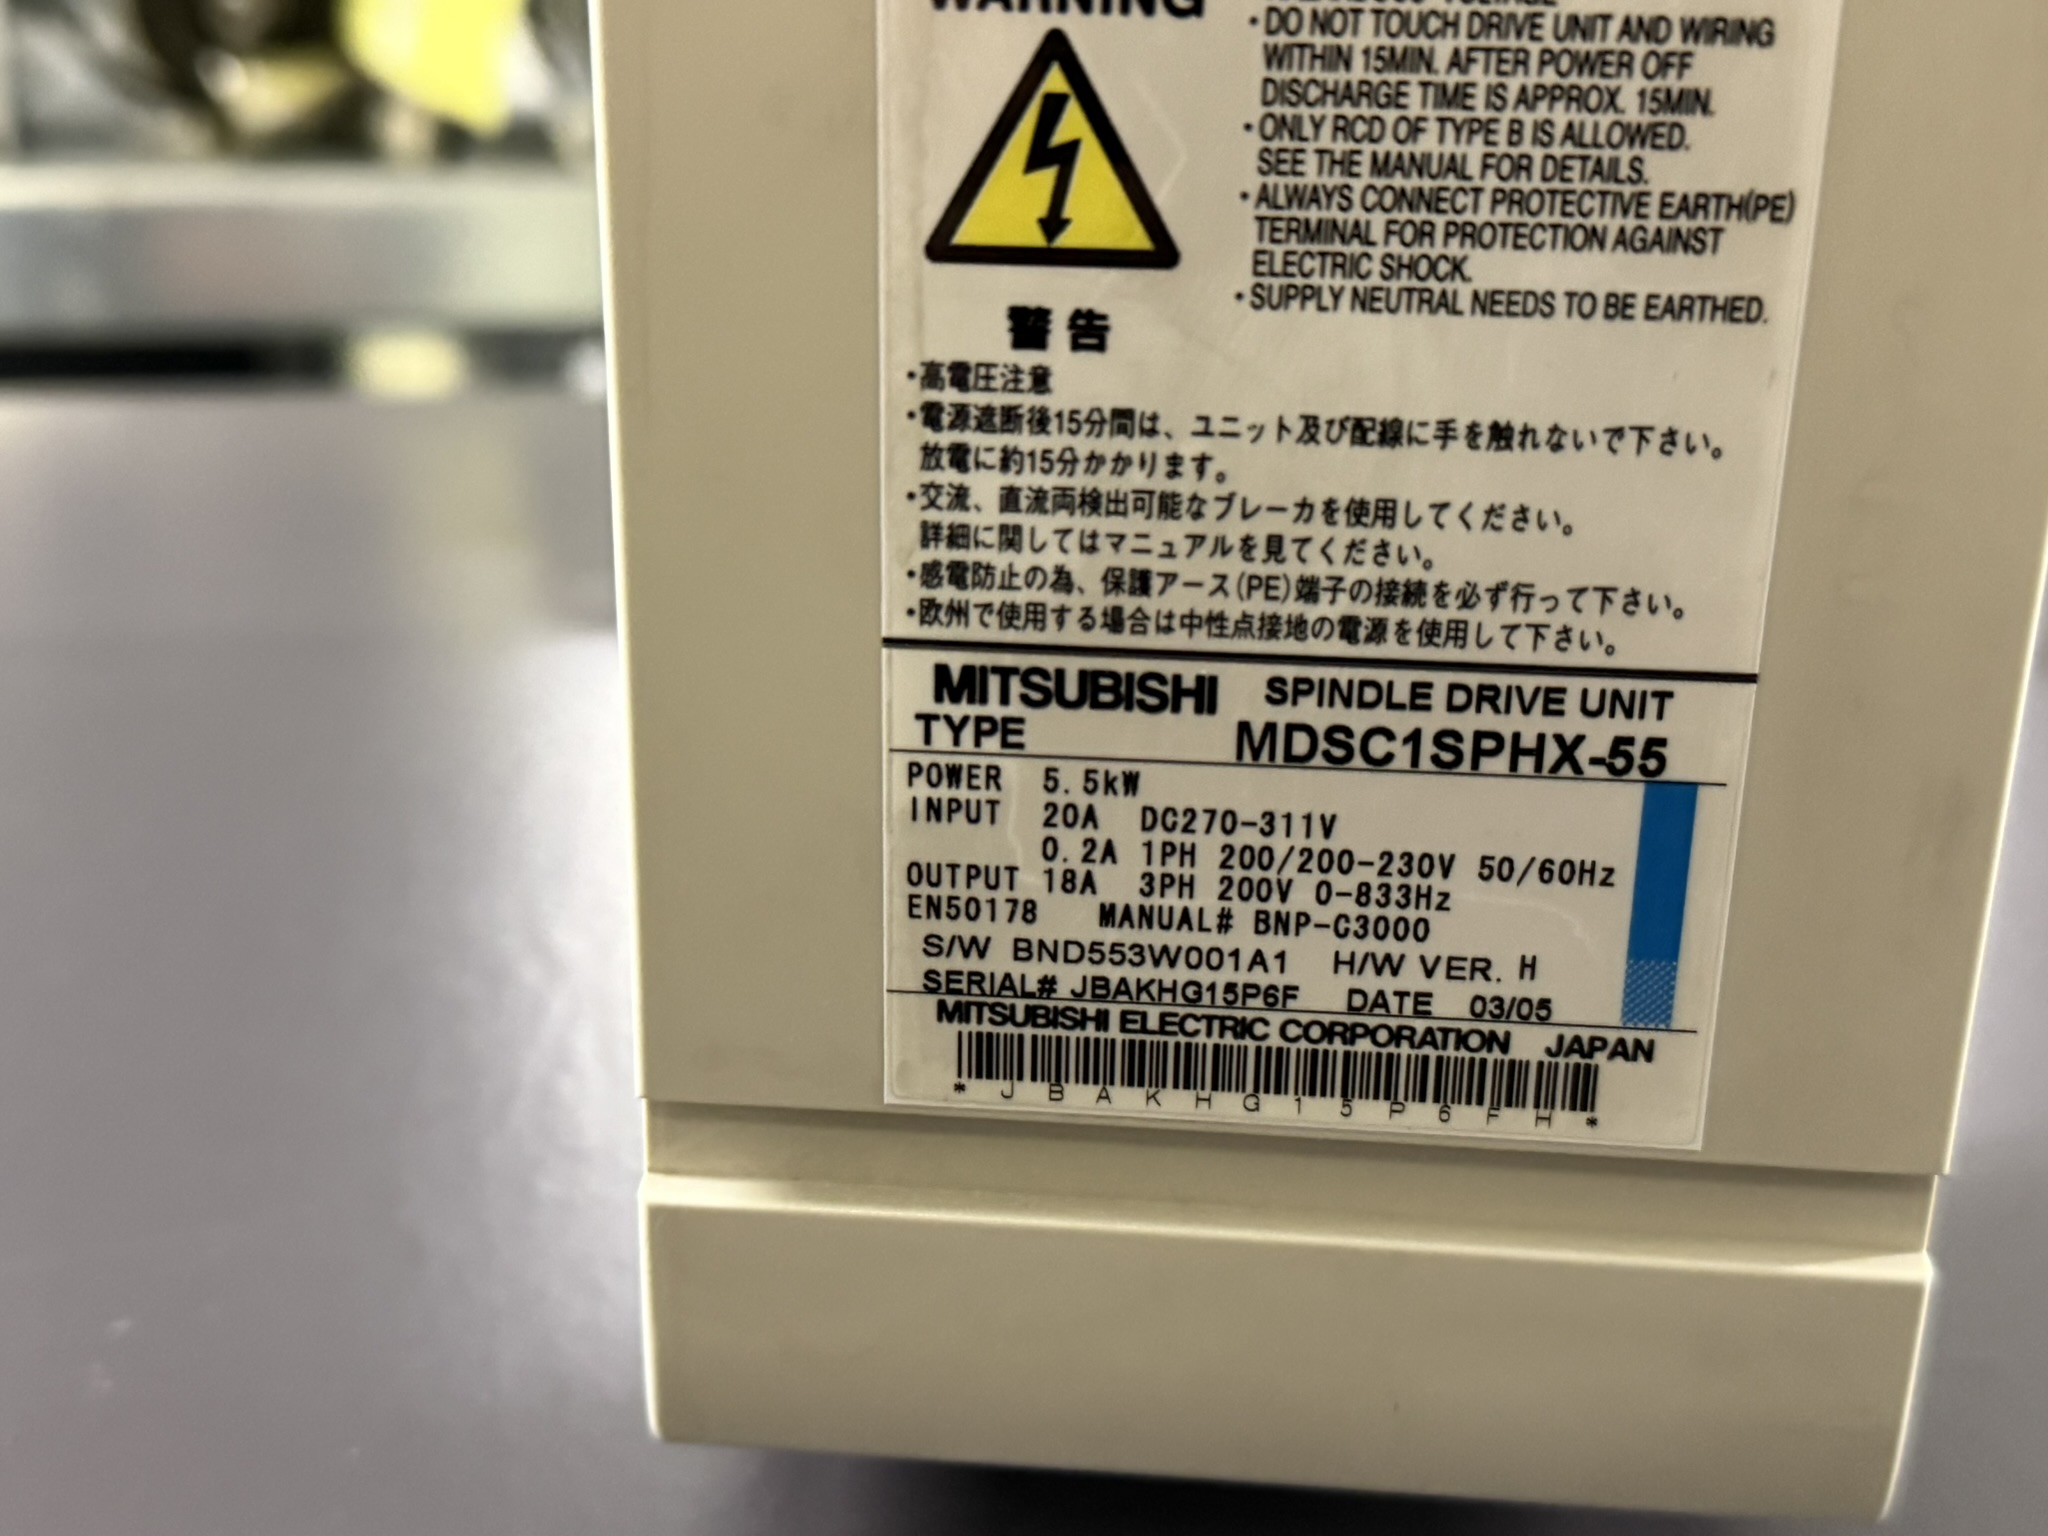 WARNING
HAZARDOUS VOLTAGE
・DO NOT TOUCH DRIVE UNIT AND WIRING
WITHIN 15MIN. AFTER POWER OFF
DISCHARGE TIME IS APPROX. 15MIN.
・ONLY RCD OF TYPE B IS ALLOWED.
SEE THE MANUAL FOR DETAILS.
・ALWAYS CONNECT PROTECTIVE EARTH(PE)
TERMINAL FOR PROTECTION AGAINST
ELECTRIC SHOCK.
・SUPPLY NEUTRAL NEEDS TO BE EARTHED.
警告
・高電圧注意
・電源遮断後15分間は、ユニット及び配線に手を触れないで下さい。
放電に約15分かかります。
・交流、直流両検出可能なブレーカを使用してください。
詳細に関してはマニュアルを見てください。
・感電防止の為、保護アース(PE)端子の接続を必ず行って下さい。
・欧州で使用する場合は中性点接地の電源を使用して下さい。
MITSUBISHI SPINDLE DRIVE UNIT
TYPE MDSC1SPHX-55
POWER 5.5kW
INPUT 20A DC270-311V
0.2A 1PH 200/200-230V 50/60Hz
OUTPUT 18A 3PH 200V 0-833Hz
EN50178 MANUAL# BNP-C3000
S/W BND553W001A1 H/W VER. H
SERIAL# JBAKHG15P6F DATE 03/05
MITSUBISHI ELECTRIC CORPORATION JAPAN
* J B A K H G 1 5 P 6 F H *